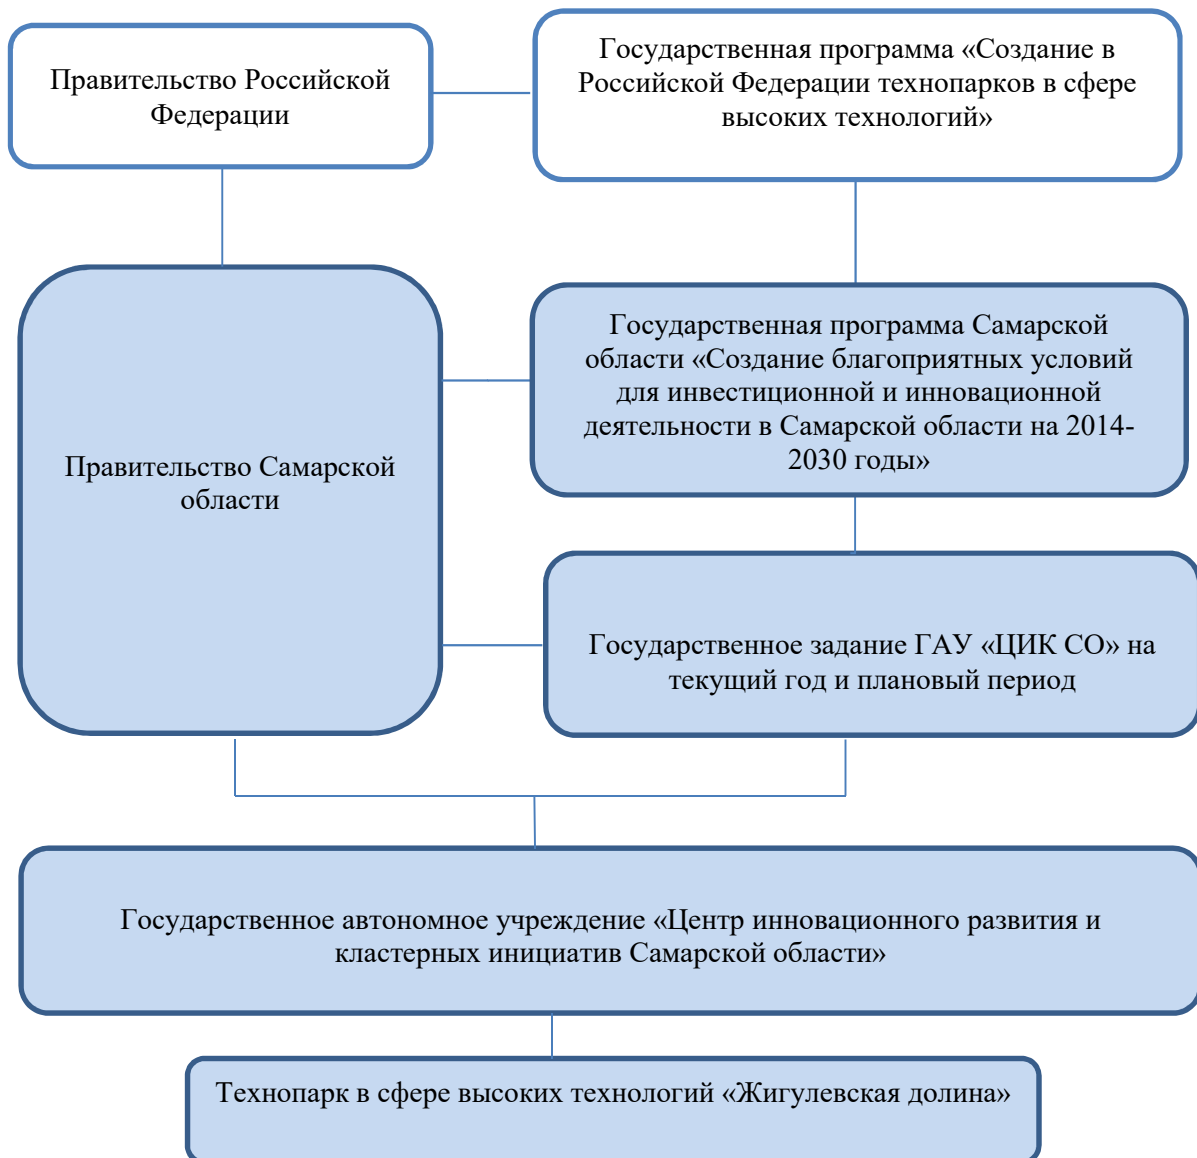 Правительство Российской
Федерации
Государственная программа «Создание в
Российской Федерации технопарков в сфере
высоких технологий»
Государственная программа Самарской
области «Создание благоприятных условий
для инвестиционной и инновационной
деятельности в Самарской области на 2014-
2030 годы»
Правительство Самарской
области
Государственное задание ГАУ «ЦИК СО» на
текущий год и плановый период
Государственное автономное учреждение «Центр инновационного развития и
кластерных инициатив Самарской области»
Технопарк в сфере высоких технологий «Жигулевская долина»